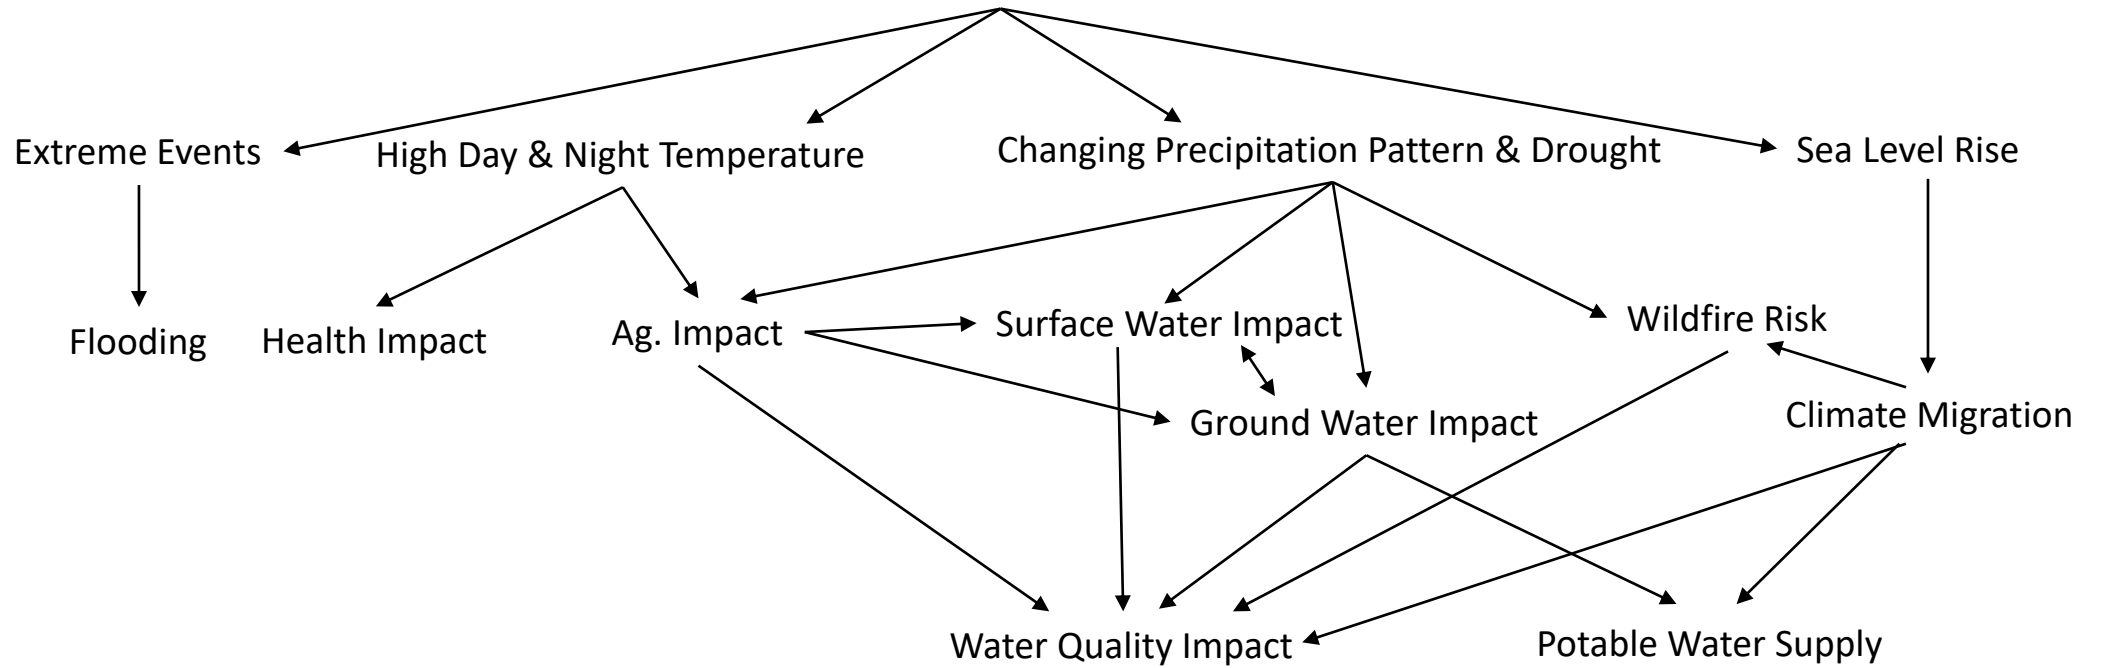 Extreme Events
High Day & Night Temperature
Changing Precipitation Pattern & Drought
Sea Level Rise
Flooding
Health Impact
Ag. Impact
Surface Water Impact
Wildfire Risk
Ground Water Impact
Climate Migration
Water Quality Impact
Potable Water Supply